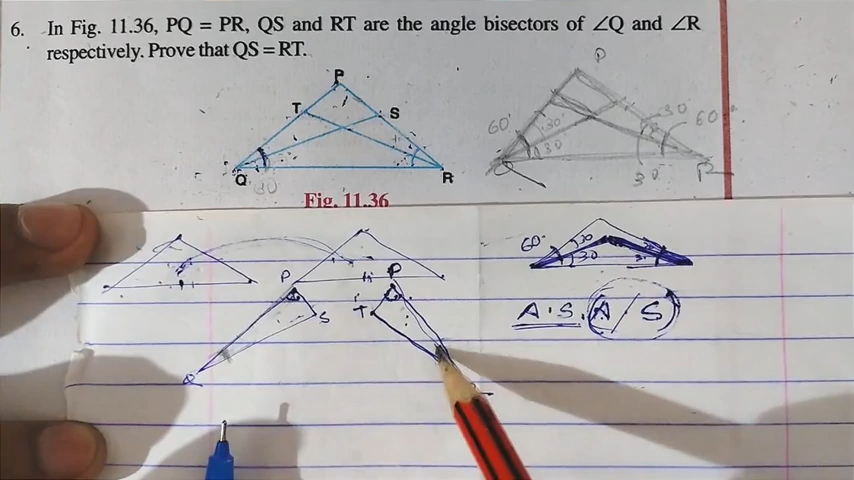 6. In Fig. 11.36, PQ = PR, QS and RT are the angle bisectors of ∠Q and ∠R
respectively. Prove that QS = RT.
P
P
T
S
30
60°
60°
30
30
30
Q
R
R
30
Fig. 11.36
60°
30
30
P
P
S
T
A.S.(A/S)
Q